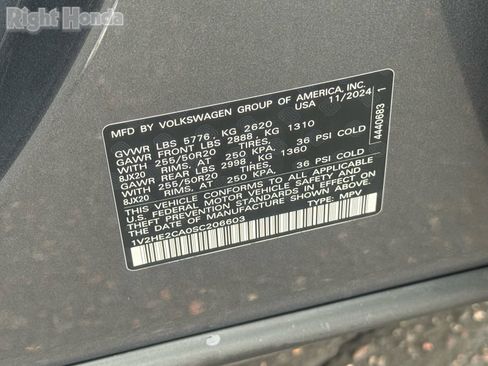 Right Honda
MFD BY VOLKSWAGEN GROUP OF AMERICA, INC.
USA 11/2024
GVWR LBS 5776, KG 2620
GAWR FRONT LBS 2888, KG 1310
WITH 255/50R20 TIRES,
8JX20 RIMS, AT 250 KPA. 36 PSI COLD
GAWR REAR LBS 2998, KG 1360
WITH 255/50R20 TIRES,
8JX20 RIMS, AT 250 KPA. 36 PSI COLD
THIS VEHICLE CONFORMS TO ALL APPLICABLE
U.S. FEDERAL MOTOR VEHICLE SAFETY AND
THEFT PREVENTION STANDARDS IN EFFECT ON THE DATE
OF MANUFACTURE SHOWN ABOVE.
1V2HE2CA0SC206603 TYPE: MPV
4440683 1